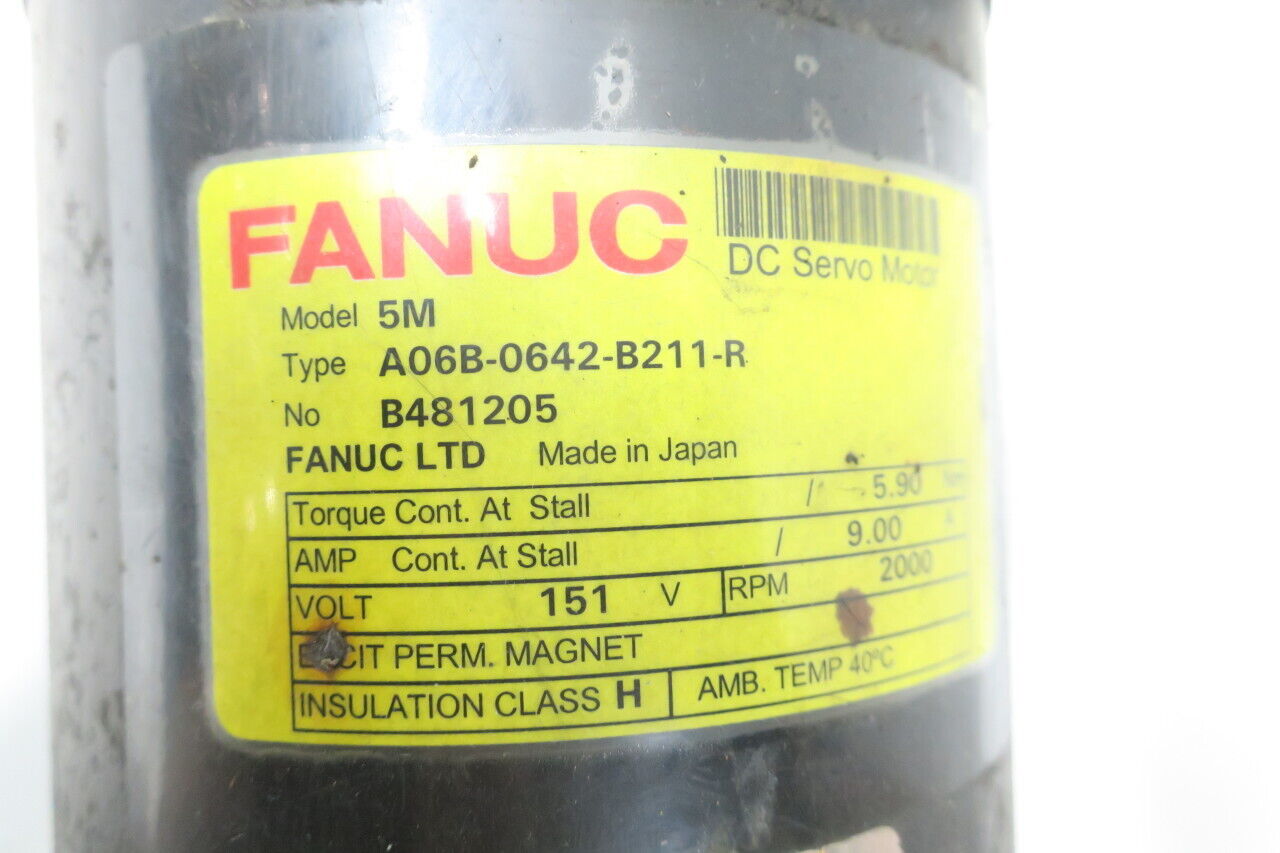 FANUC
DC Servo Motor
Model 5M
Type A06B-0642-B211-R
No B481205
FANUC LTD Made in Japan
Torque Cont. At Stall / 5.90 Nm
AMP Cont. At Stall / 9.00 A
VOLT 151 V RPM 2000
PERM. MAGNET
INSULATION CLASS H AMB. TEMP 40°C